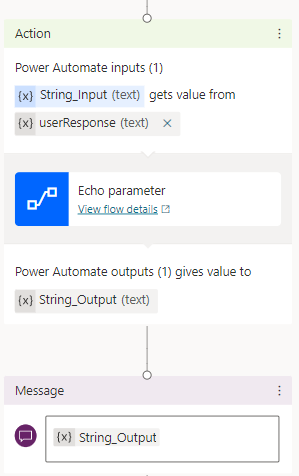 Action
Power Automate inputs (1)
{x} String_Input (text) gets value from
{x} userResponse (text) ×
Echo parameter
View flow details
Power Automate outputs (1) gives value to
{x} String_Output (text)
Message
{x} String_Output